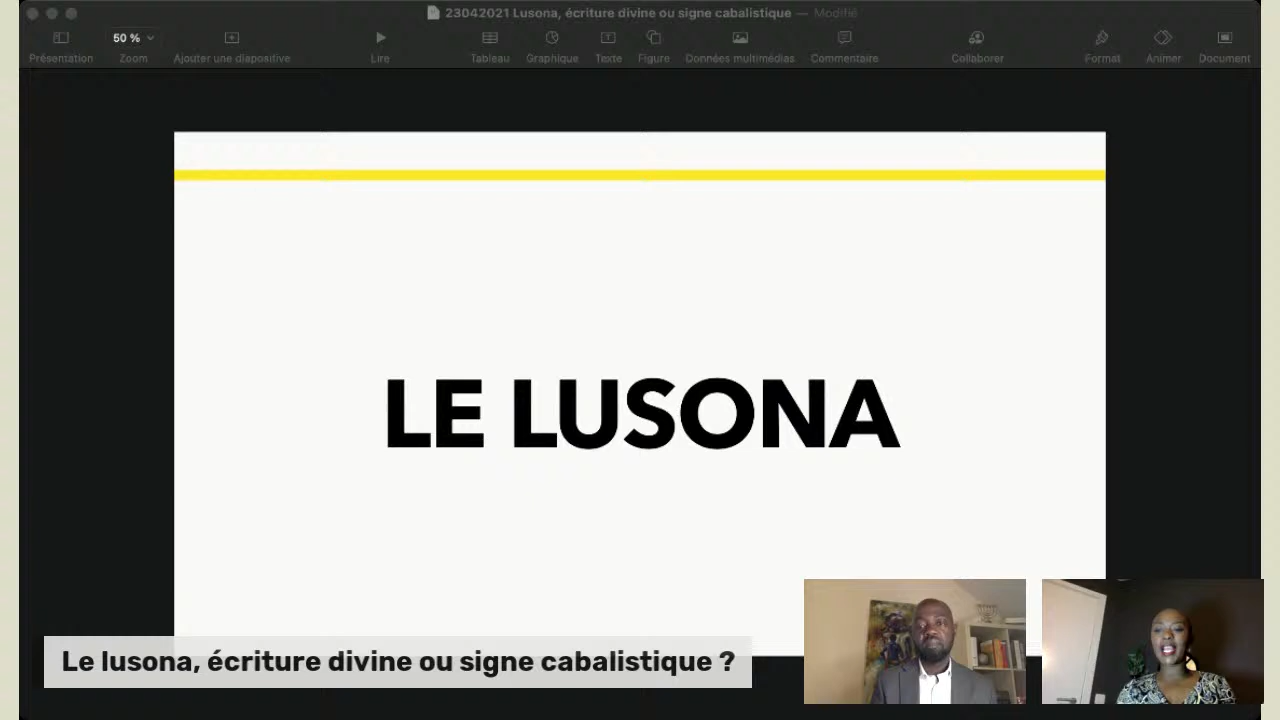 23042021 Lusona, écriture divine ou signe cabalistique — Modifié
50 %
Présentation Zoom Ajouter une diapositive Lire Tableau Graphique Texte Figure Données multimédias Commentaire Collaborer Format Animer Document
LE LUSONA
Le lusona, écriture divine ou signe cabalistique ?